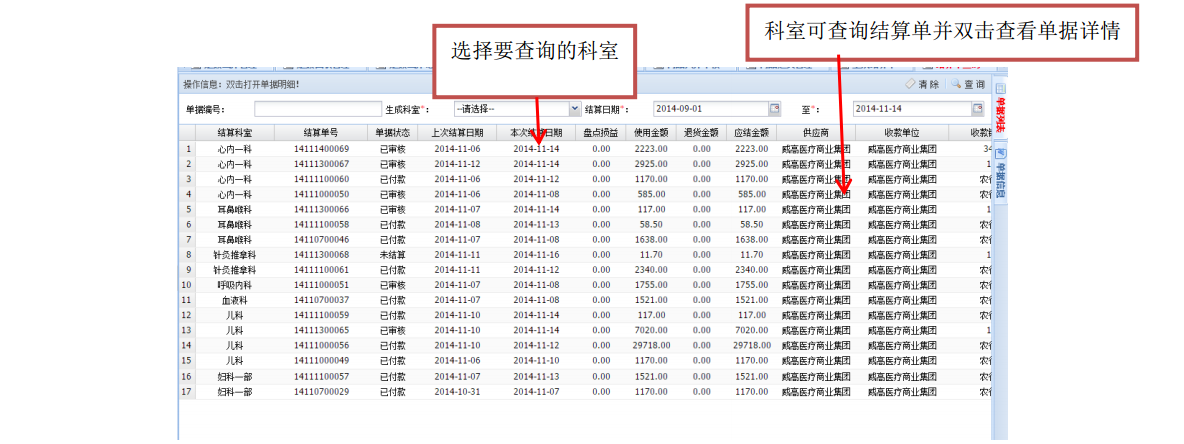 科室可查询结算单并双击查看单据详情
选择要查询的科室
操作信息: 双击打开单据明细! 清 除 查 询
单据编号: 生成科室*: --请选择-- 结算日期*: 2014-09-01 至*: 2014-11-14
结算科室 结算单号 单据状态 上次结算日期 本次结算日期 盘点损益 使用金额 退货金额 应结金额 供应商 收款单位
1 心内一科 14111400069 已审核 2014-11-06 2014-11-14 0.00 2223.00 0.00 2223.00 威高医疗商业集团 威高医疗商业集团 34
2 心内一科 14111300067 已审核 2014-11-12 2014-11-14 0.00 2925.00 0.00 2925.00 威高医疗商业集团 威高医疗商业集团 1
3 心内一科 14111100060 已付款 2014-11-06 2014-11-12 0.00 1170.00 0.00 1170.00 威高医疗商业集团 威高医疗商业集团 农
4 心内一科 14111000050 已审核 2014-11-06 2014-11-08 0.00 585.00 0.00 585.00 威高医疗商业集团 威高医疗商业集团 农
5 耳鼻喉科 14111300066 已审核 2014-11-07 2014-11-14 0.00 117.00 0.00 117.00 威高医疗商业集团 威高医疗商业集团 1
6 耳鼻喉科 14111100058 已付款 2014-11-08 2014-11-13 0.00 58.50 0.00 58.50 威高医疗商业集团 威高医疗商业集团 农
7 耳鼻喉科 14110700046 已付款 2014-11-07 2014-11-08 0.00 1638.00 0.00 1638.00 威高医疗商业集团 威高医疗商业集团 农
8 针灸推拿科 14111300068 未结算 2014-11-11 2014-11-16 0.00 11.70 0.00 11.70 威高医疗商业集团 威高医疗商业集团 1
9 针灸推拿科 14111100061 已付款 2014-11-11 2014-11-12 0.00 2340.00 0.00 2340.00 威高医疗商业集团 威高医疗商业集团 农
10 呼吸内科 14111000051 已审核 2014-11-07 2014-11-08 0.00 1755.00 0.00 1755.00 威高医疗商业集团 威高医疗商业集团 农
11 血液科 14110700037 已付款 2014-11-07 2014-11-08 0.00 1521.00 0.00 1521.00 威高医疗商业集团 威高医疗商业集团 农
12 儿科 14111100059 已付款 2014-11-10 2014-11-14 0.00 117.00 0.00 117.00 威高医疗商业集团 威高医疗商业集团 农
13 儿科 14111300065 已审核 2014-11-10 2014-11-14 0.00 7020.00 0.00 7020.00 威高医疗商业集团 威高医疗商业集团 1
14 儿科 14111000056 已付款 2014-11-10 2014-11-12 0.00 29718.00 0.00 29718.00 威高医疗商业集团 威高医疗商业集团 农
15 儿科 14111000049 已付款 2014-11-06 2014-11-10 0.00 1170.00 0.00 1170.00 威高医疗商业集团 威高医疗商业集团 农
16 妇科一部 14111100057 已付款 2014-11-07 2014-11-13 0.00 1521.00 0.00 1521.00 威高医疗商业集团 威高医疗商业集团 农
17 妇科一部 14110700029 已付款 2014-10-31 2014-11-07 0.00 1170.00 0.00 1170.00 威高医疗商业集团 威高医疗商业集团 农
单据列表
单据信息